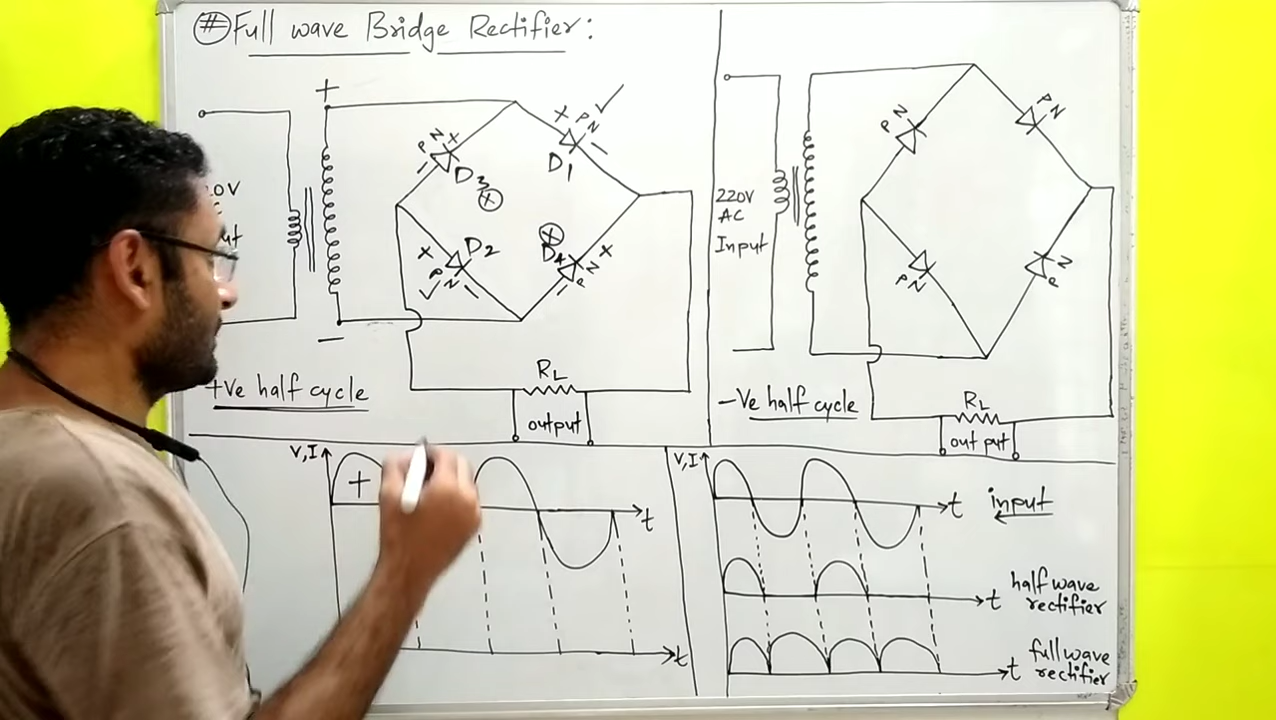 # Full wave Bridge Rectifier:
+
x ✓
P N
—
D1
P N x
—
D3
x
x
D4
x
P N
—
x
D2
P N
✓ —
—
+Ve half cycle
RL
output
220V
AC
Input
P N
P N
P N
P N
-Ve half cycle
RL
out put
V,I
+
t
t
V,I
t
input
t
half wave
rectifier
t
full wave
rectifier